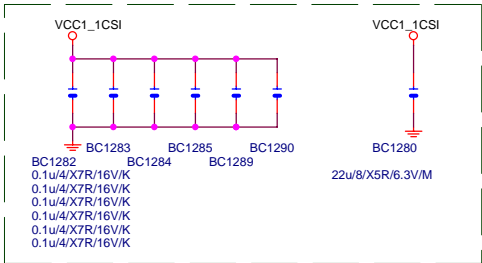 VCC1_1CSI VCC1_1CSI
BC1283 BC1285 BC1290 BC1280
BC1282 BC1284 BC1289
0.1u/4/X7R/16V/K 22u/8/X5R/6.3V/M
0.1u/4/X7R/16V/K
0.1u/4/X7R/16V/K
0.1u/4/X7R/16V/K
0.1u/4/X7R/16V/K
0.1u/4/X7R/16V/K